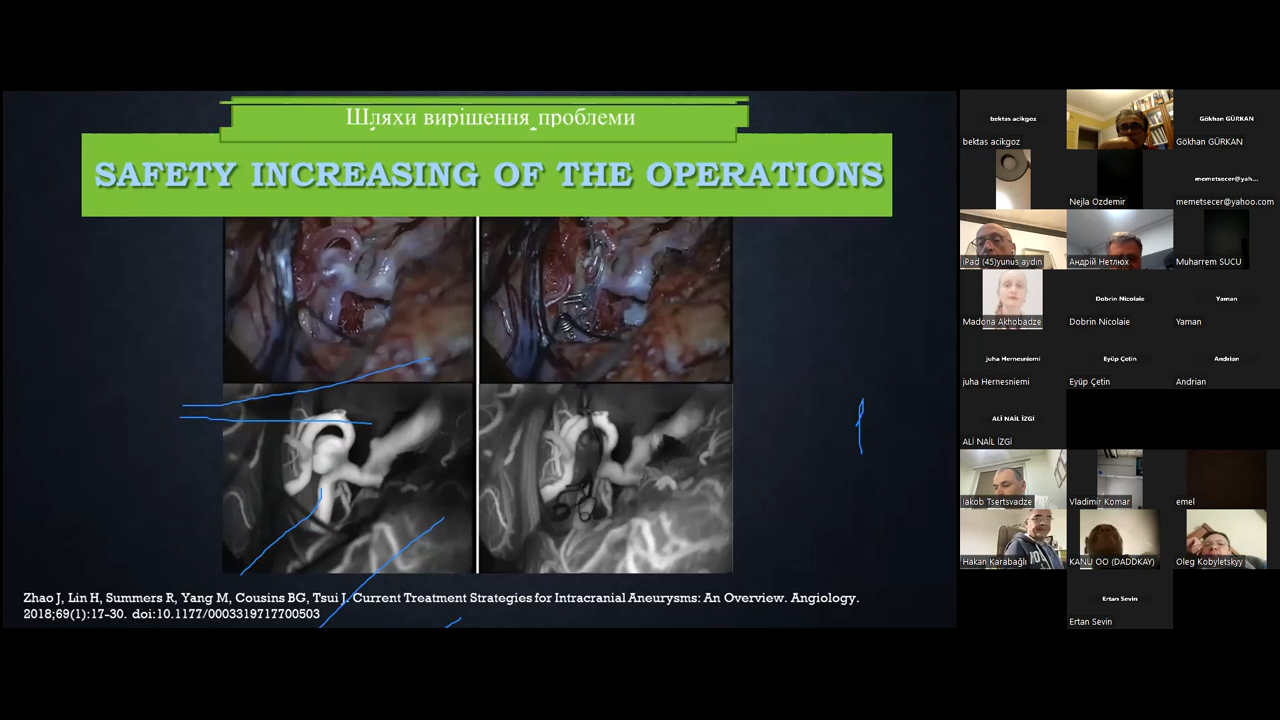 Шляхи вирішення проблеми
SAFETY INCREASING OF THE OPERATIONS
Zhao J, Lin H, Summers R, Yang M, Cousins BG, Tsui J. Current Treatment Strategies for Intracranial Aneurysms: An Overview. Angiology.
2018;69(1):17-30. doi:10.1177/0003319717700503
bektas acikgoz
bektas acikgoz
Gökhan GÜRKAN
Gökhan GÜRKAN
Nejla Ozdemir
memetsecer@yah...
memetsecer@yahoo.com
iPad (45)yunus aydın
Андрій Нетлюх
Muharrem SUCU
Madona Akhobadze
Dobrin Nicolaie
Dobrin Nicolaie
Yaman
Yaman
juha Hernesniemi
juha Hernesniemi
Eyüp Çetin
Eyüp Çetin
Andrian
Andrian
ALİ NAİL İZGİ
ALİ NAİL İZGİ
Iakob Tsertsvadze
Vladimir Komar
emel
Hakan Karabağlı
KANU OO (DADDKAY)
Oleg Kobyletskyy
Ertan Sevin
Ertan Sevin